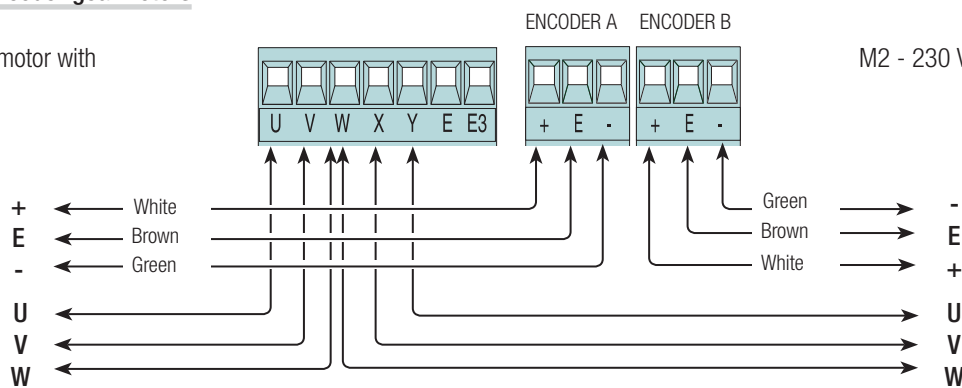 ENCODER A ENCODER B
motor with
M2 - 230 V
U V W X Y E E3
+ E -
+ E -
+ White
E Brown
- Green
Green -
Brown E
White +
U U
V V
W W